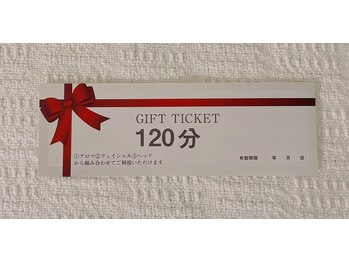 GIFT TICKET
120分
①アロマ②フェイシャル③ヘッド
から組み合わせてご利用いただけます。
有効期限　　年　月　日